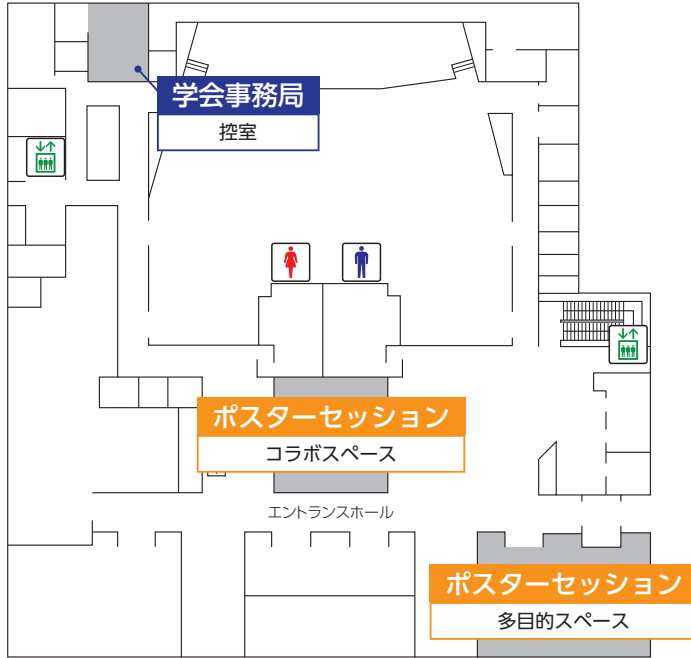 学会事務局
控室
ポスターセッション
コラボスペース
エントランスホール
ポスターセッション
多目的スペース